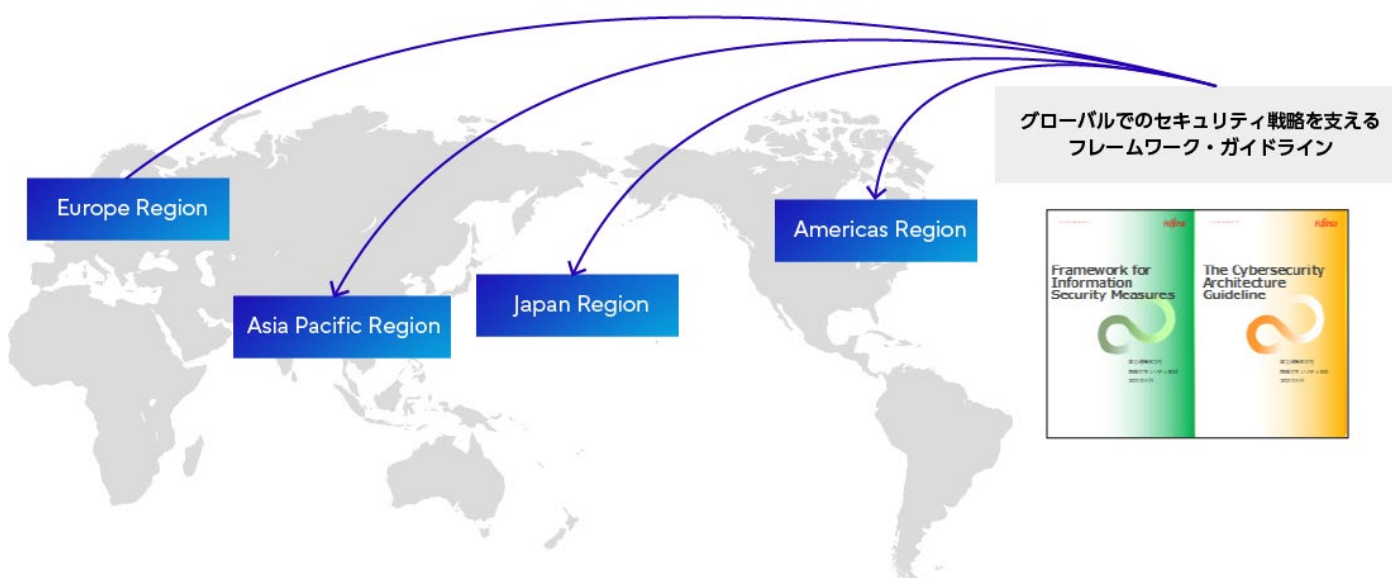 グローバルでのセキュリティ戦略を支える
フレームワーク・ガイドライン
Europe Region
Asia Pacific Region
Japan Region
Americas Region
FUJITSU
Framework for
Information
Security Measures
FUJITSU
The Cybersecurity
Architecture
Guideline